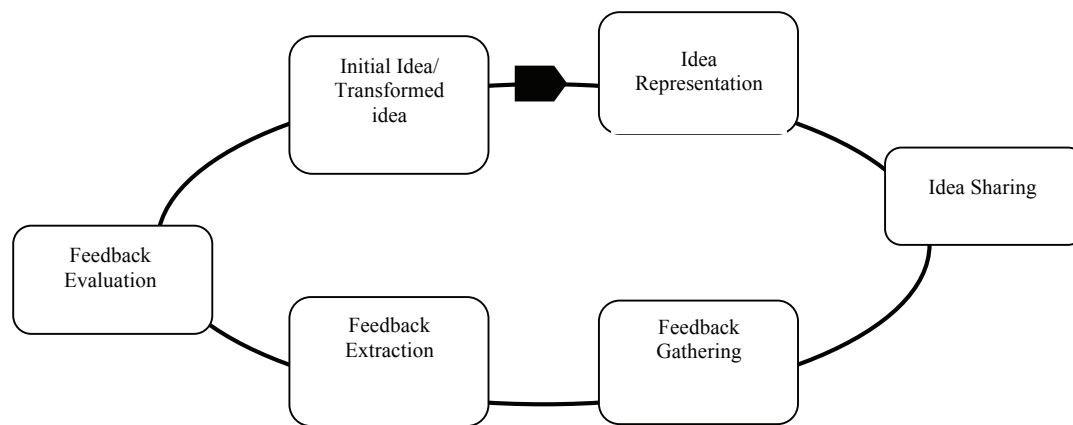 Initial Idea/
Transformed
idea
Idea
Representation
Idea Sharing
Feedback
Evaluation
Feedback
Extraction
Feedback
Gathering